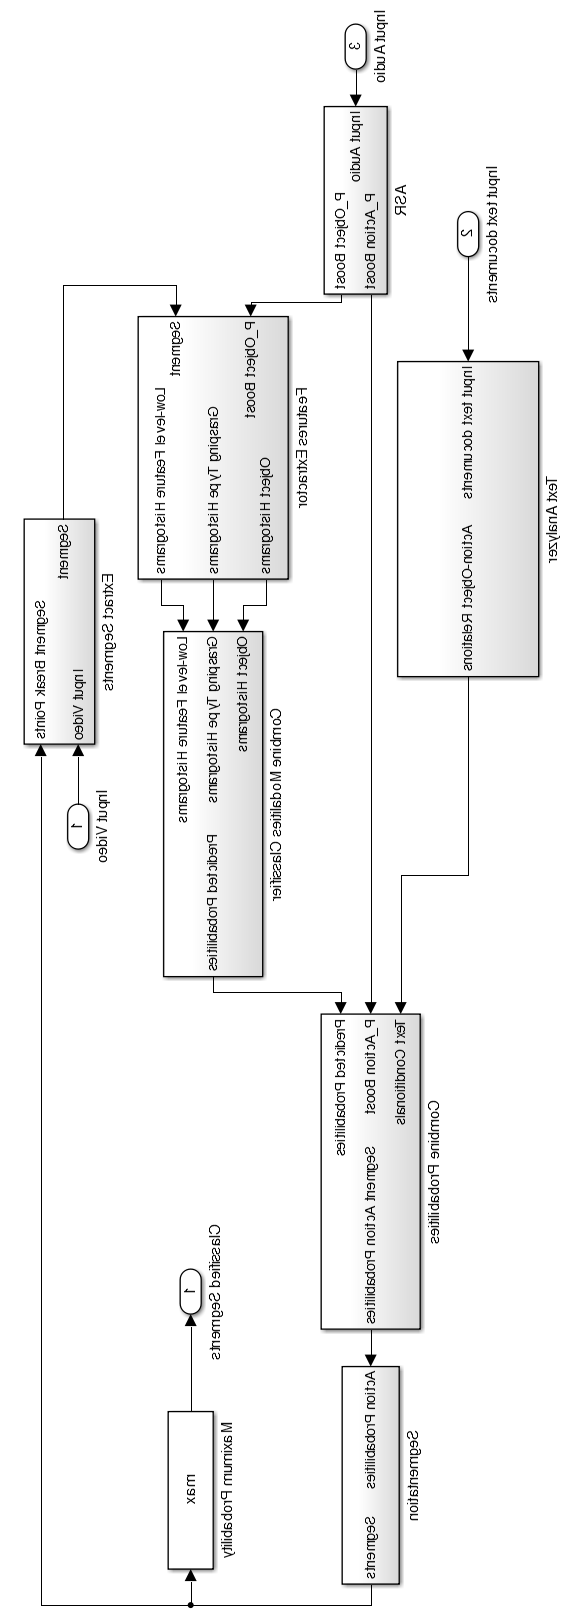 Input Audio
3
ASR
Input Audio
P_Object Boost
P_Action Boost
Input text documents
2
Text Analyzer
Input text documents
Action-Object Relations
Features Extractor
Segment
P_Object Boost
Low-level Feature Histograms
Grasping Type Histograms
Object Histograms
Extract Segments
Segment
Segment Break Points
Input Video
1
Input Video
Combine Modalities Classifier
Low-level Feature Histograms
Grasping Type Histograms
Object Histograms
Predicted Probabilities
Combine Probabilities
Predicted Probabilities
P_Action Boost
Text Conditionals
Segment Action Probabilities
Segmentation
Action Probabilities
Segments
Maximum Probability
max
1
Classified Segments